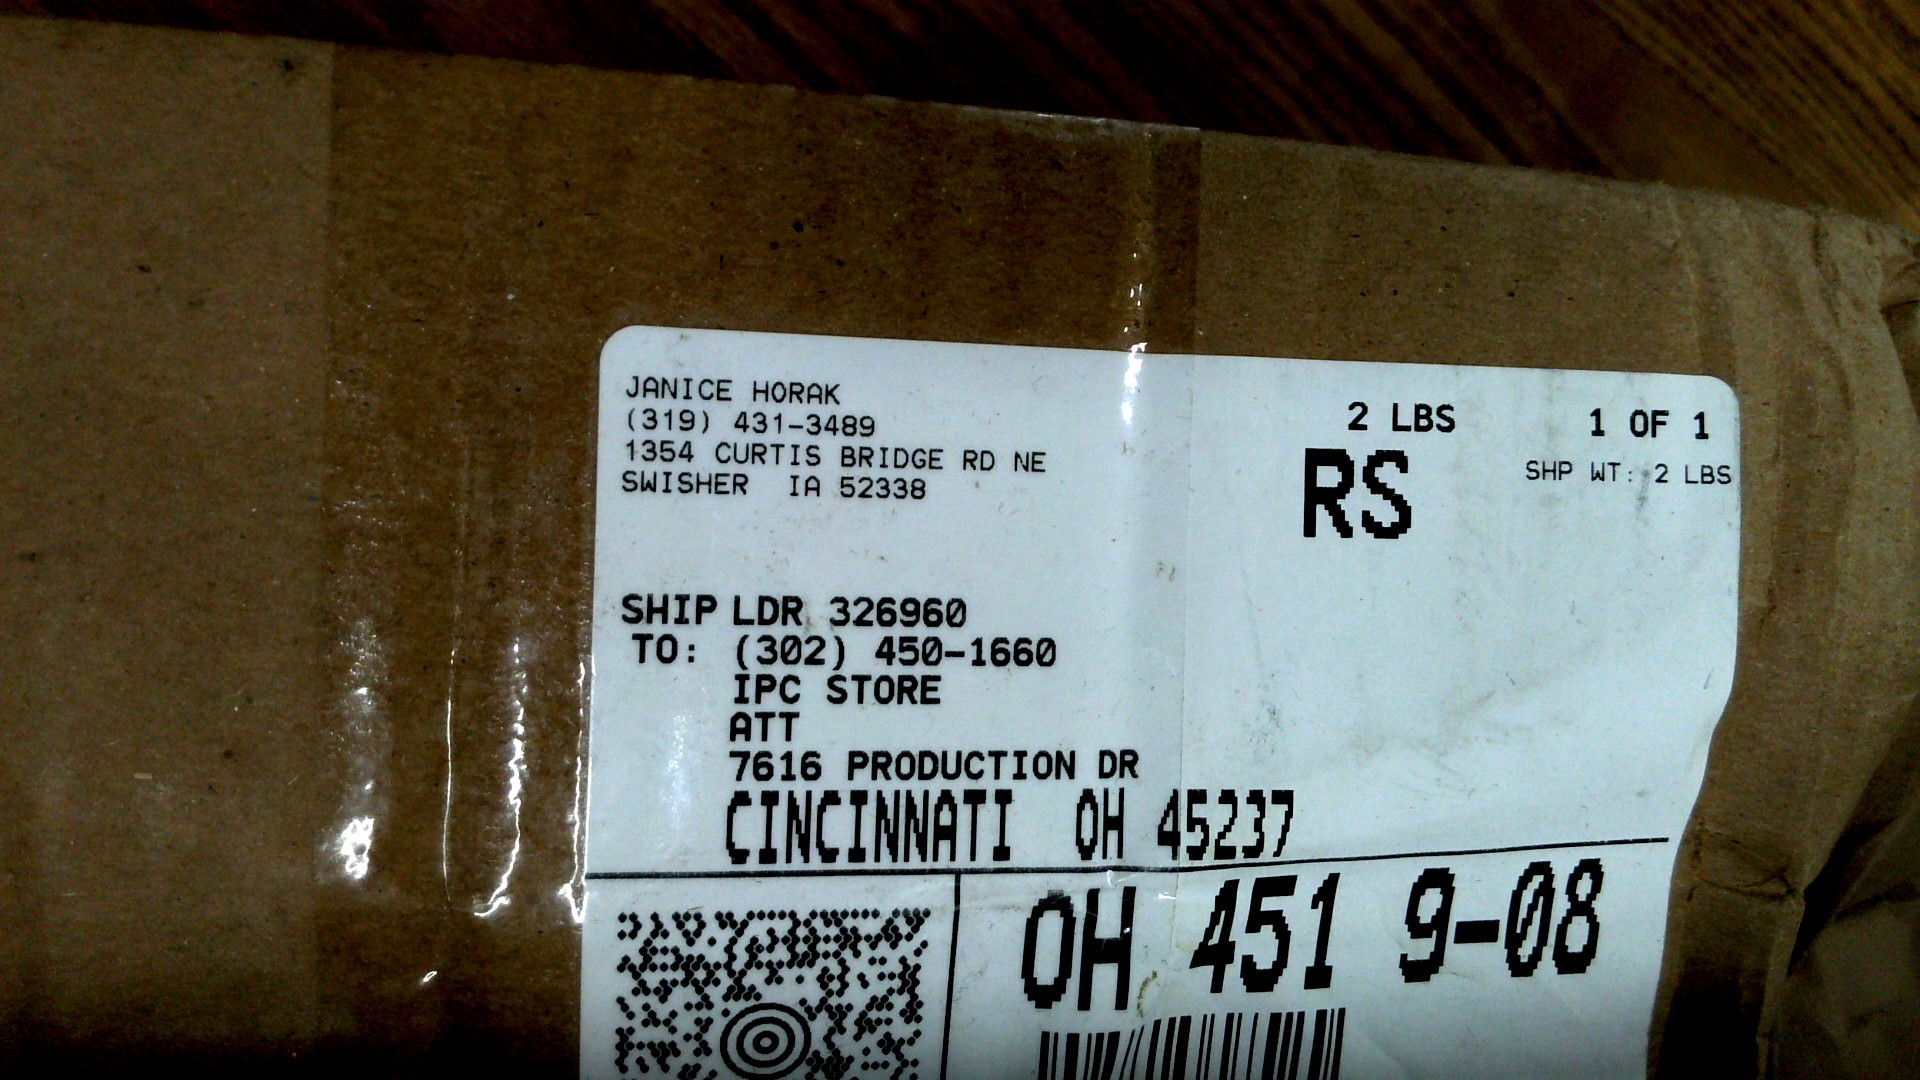 JANICE HORAK
(319) 431-3489
1354 CURTIS BRIDGE RD NE
SWISHER IA 52338
2 LBS 1 OF 1
RS SHP WT: 2 LBS
SHIP LDR 326960
TO: (302) 450-1660
IPC STORE
ATT
7616 PRODUCTION DR
CINCINNATI OH 45237
OH 451 9-08